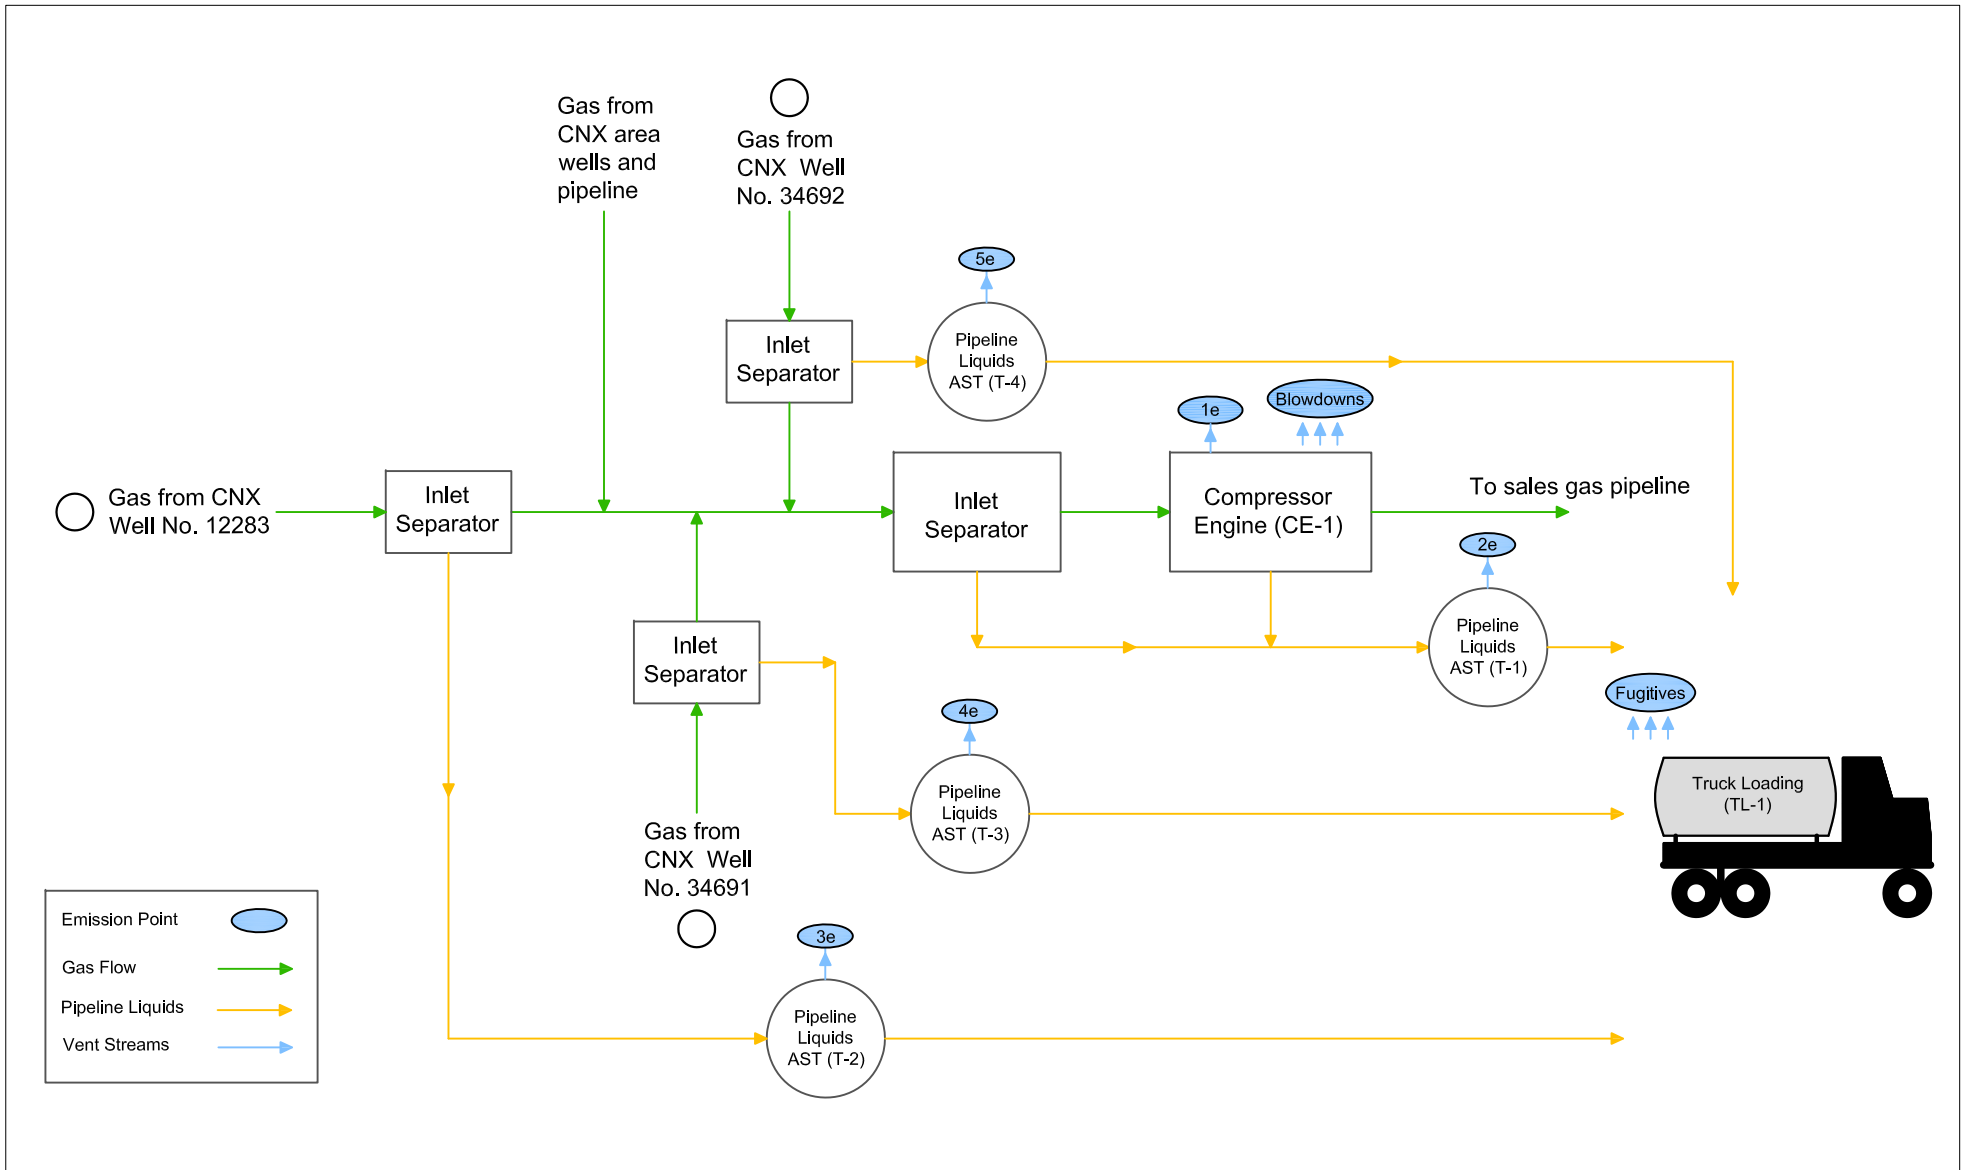 Gas from
CNX area
wells and
pipeline
Gas from
CNX Well
No. 34692
5e
Inlet
Separator
Pipeline
Liquids
AST (T-4)
1e
Blowdowns
Gas from CNX
Well No. 12283
Inlet
Separator
Inlet
Separator
Compressor
Engine (CE-1)
To sales gas pipeline
2e
Inlet
Separator
Pipeline
Liquids
AST (T-1)
Fugitives
4e
Pipeline
Liquids
AST (T-3)
Truck Loading
(TL-1)
Gas from
CNX Well
No. 34691
3e
Pipeline
Liquids
AST (T-2)
Emission Point
Gas Flow
Pipeline Liquids
Vent Streams